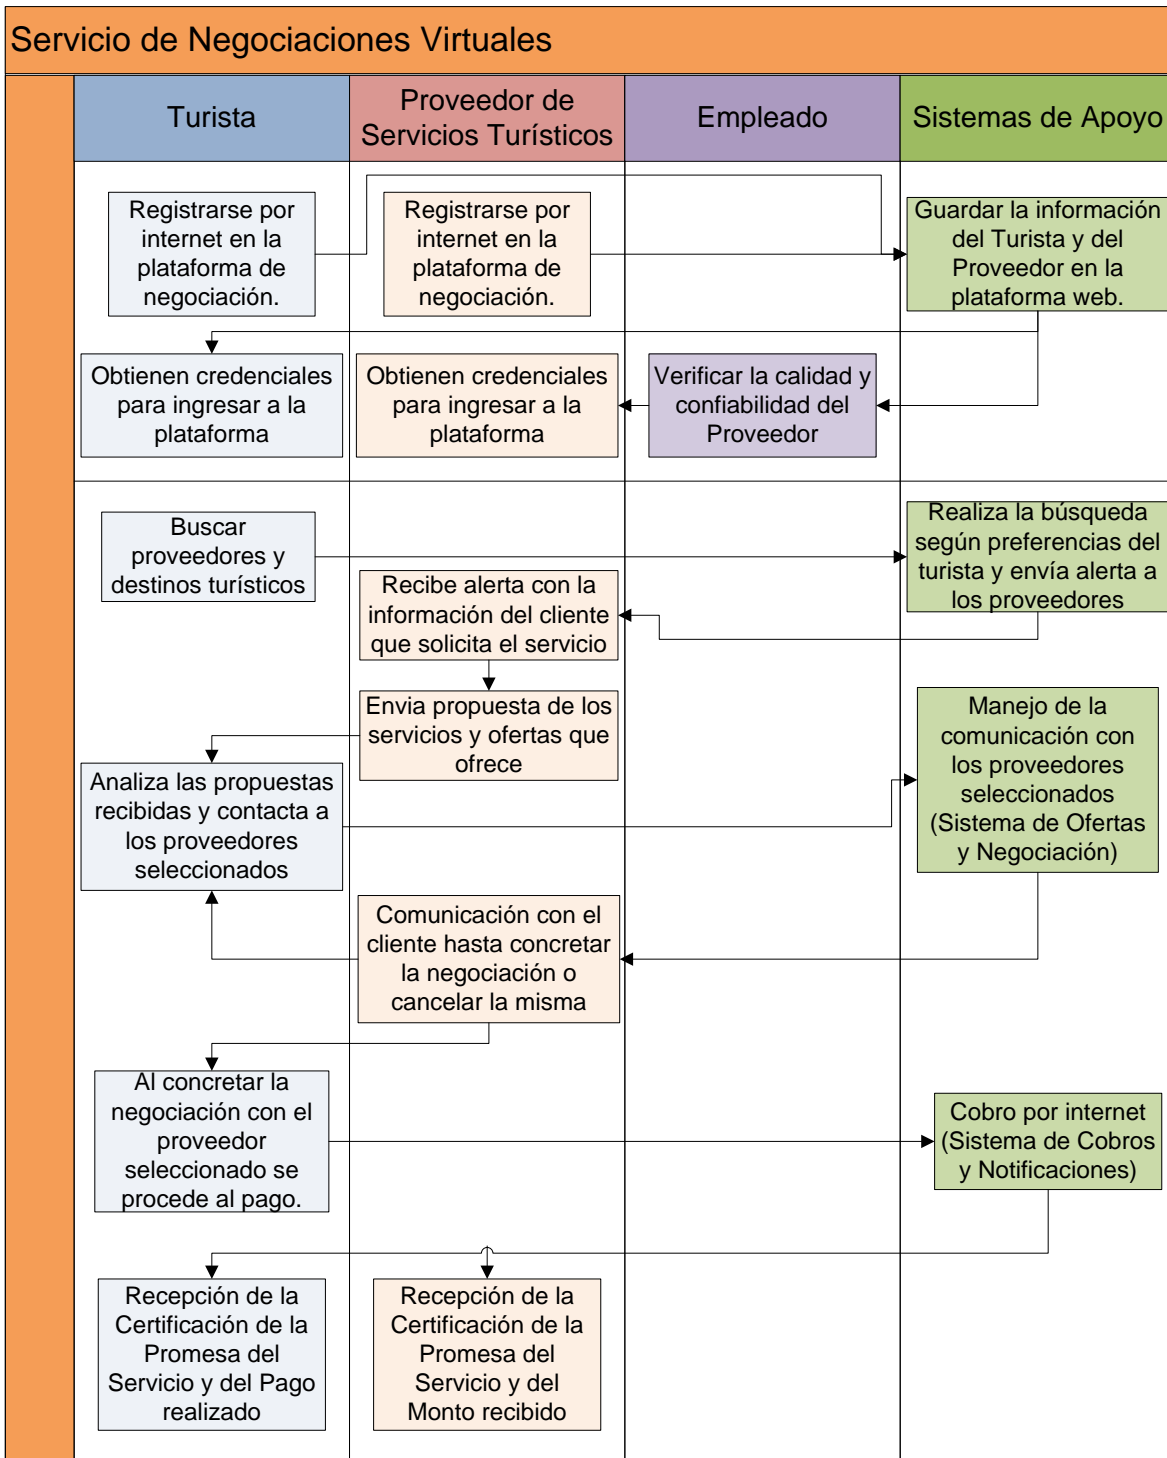 Servicio de Negociaciones Virtuales
Turista
Proveedor de
Servicios Turísticos
Empleado
Sistemas de Apoyo
Registrarse por
internet en la
plataforma de
negociación.
Registrarse por
internet en la
plataforma de
negociación.
Guardar la información
del Turista y del
Proveedor en la
plataforma web.
Obtienen credenciales
para ingresar a la
plataforma
Obtienen credenciales
para ingresar a la
plataforma
Verificar la calidad y
confiabilidad del
Proveedor
Buscar
proveedores y
destinos turísticos
Realiza la búsqueda
según preferencias del
turista y envía alerta a
los proveedores
Recibe alerta con la
información del cliente
que solicita el servicio
Envia propuesta de los
servicios y ofertas que
ofrece
Analiza las propuestas
recibidas y contacta a
los proveedores
seleccionados
Manejo de la
comunicación con
los proveedores
seleccionados
(Sistema de Ofertas
y Negociación)
Comunicación con el
cliente hasta concretar
la negociación o
cancelar la misma
Al concretar la
negociación con el
proveedor
seleccionado se
procede al pago.
Cobro por internet
(Sistema de Cobros
y Notificaciones)
Recepción de la
Certificación de la
Promesa del
Servicio y del Pago
realizado
Recepción de la
Certificación de la
Promesa del
Servicio y del
Monto recibido